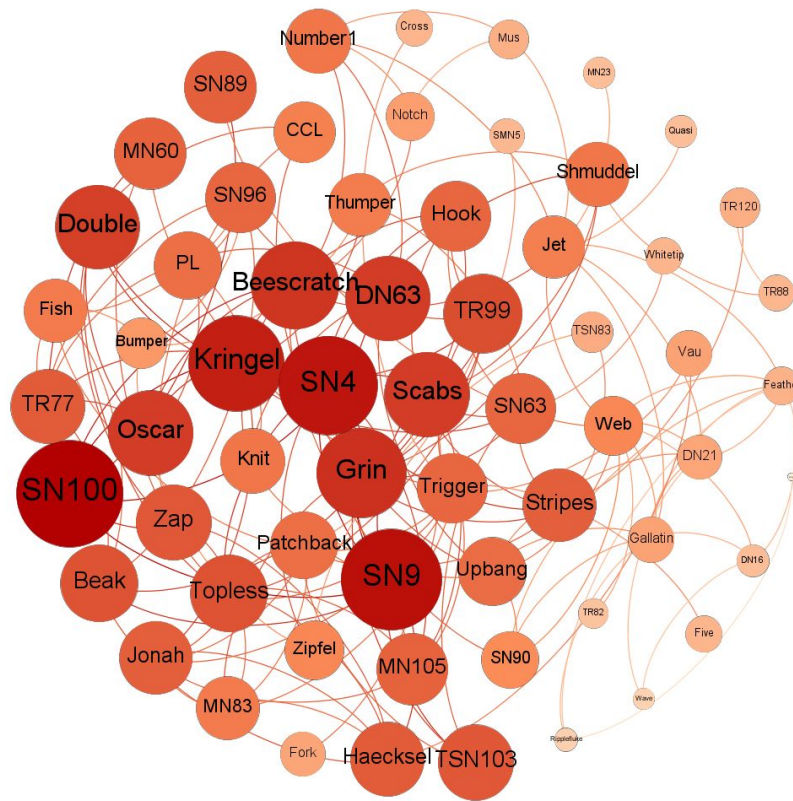 Cross
Number1
Mus
MN23
SN89
Notch
CCL
SMN5
Quasi
MN60
Shmuddel
SN96
Thumper
TR120
Hook
Double
Jet
Whitetip
PL
Beescratch
DN63
TR88
Fish
TR99
TSN83
Bumper
Kringel
Vau
SN4
Scabs
Feather
TR77
SN63
Oscar
Web
Knit
DN21
Grin
SN100
Trigger
Stripes
Zap
Patchback
Gallatin
DN16
SN9
Upbang
Beak
Topless
TR82
Five
Zipfel
SN90
Jonah
MN105
Wave
MN83
Ripplefluke
Fork
Haecksel
TSN103